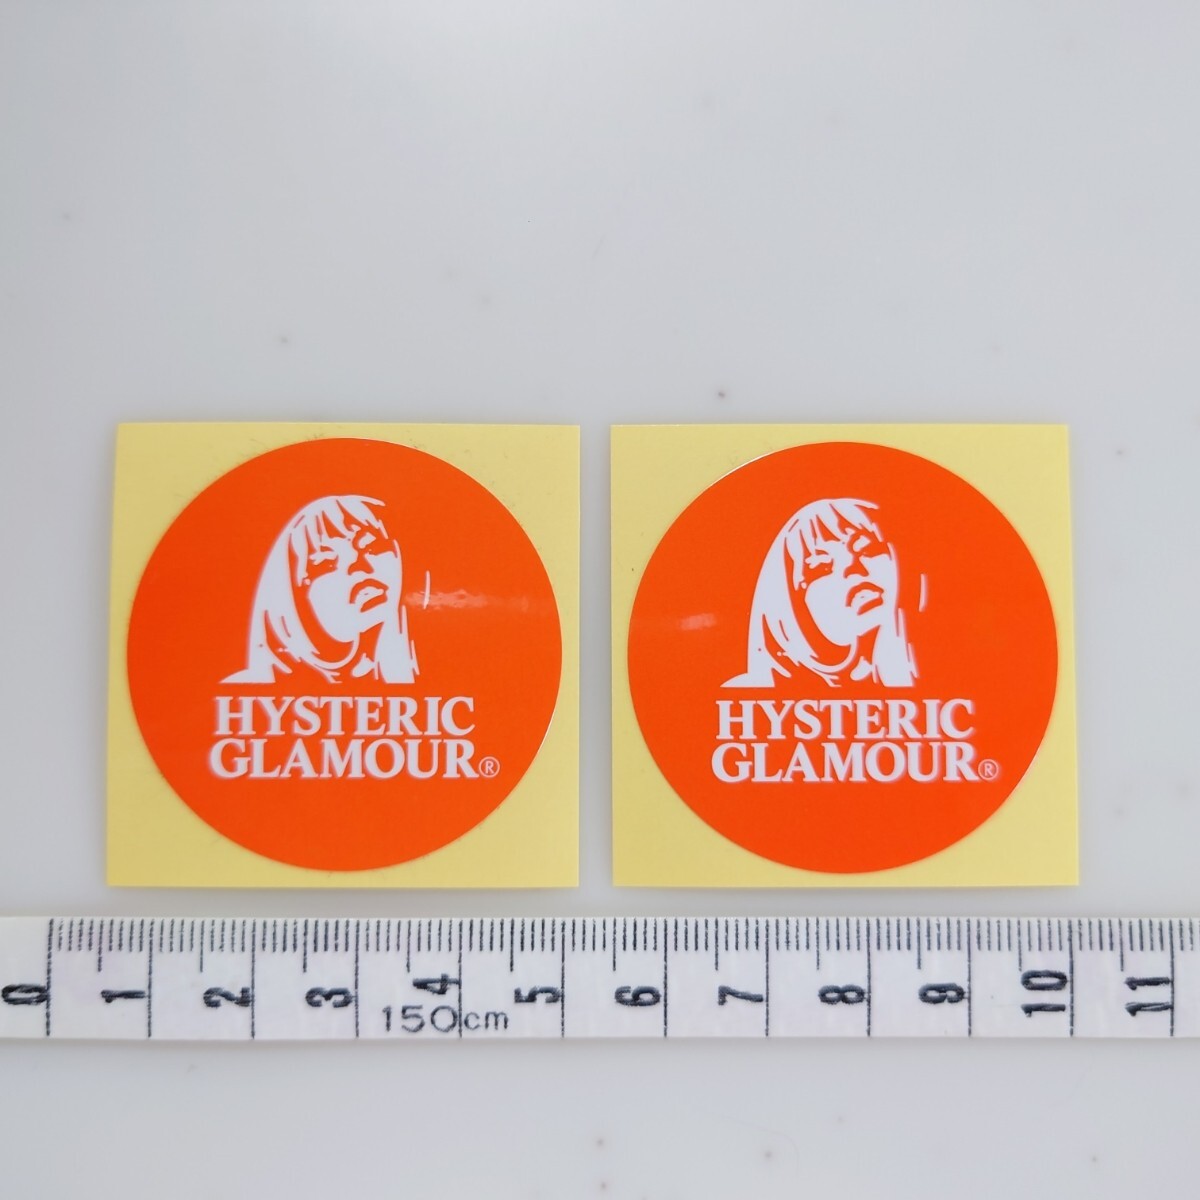 HYSTERIC
GLAMOUR®
HYSTERIC
GLAMOUR®
0 1 2 3 4 5 6 7 8 9 10 11
150cm